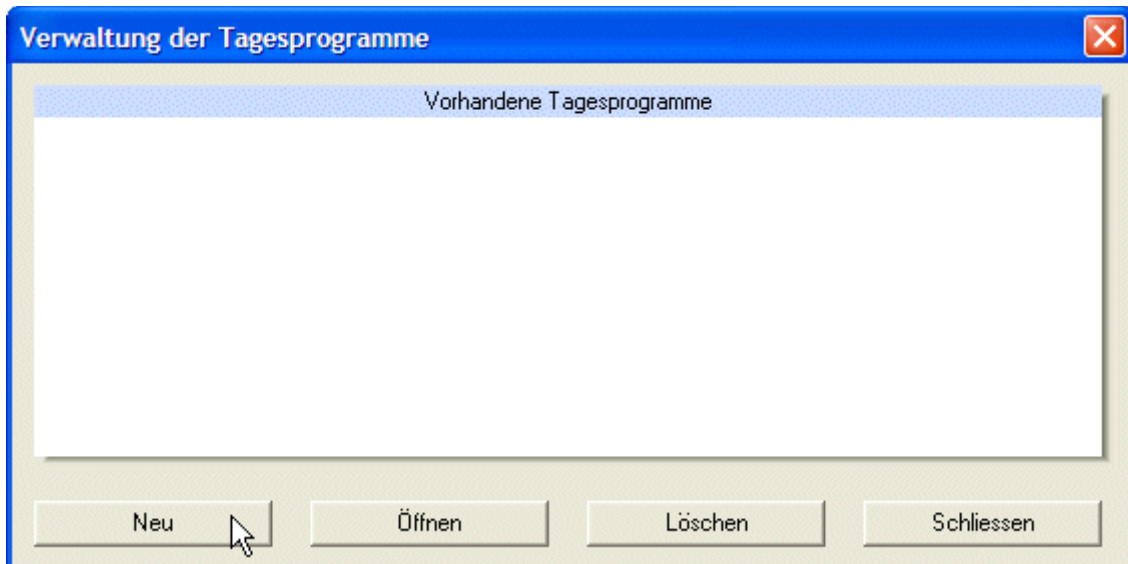 Verwaltung der Tagesprogramme
Vorhandene Tagesprogramme
Neu Öffnen Löschen Schliessen